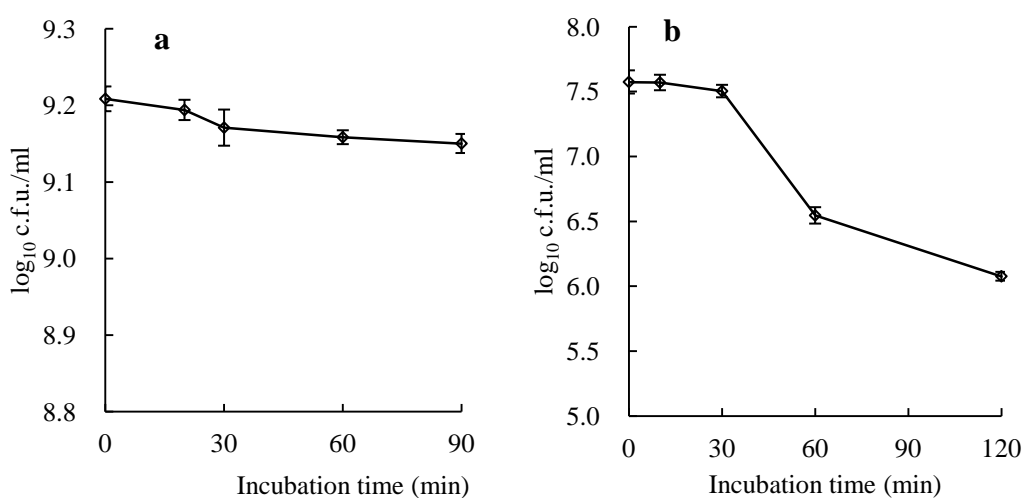 a
9.3
9.2
9.1
9.0
8.9
8.8
log₁₀ c.f.u./ml
0 30 60 90
Incubation time (min)
b
8.0
7.5
7.0
6.5
6.0
5.5
5.0
log₁₀ c.f.u./ml
0 30 60 90 120
Incubation time (min)